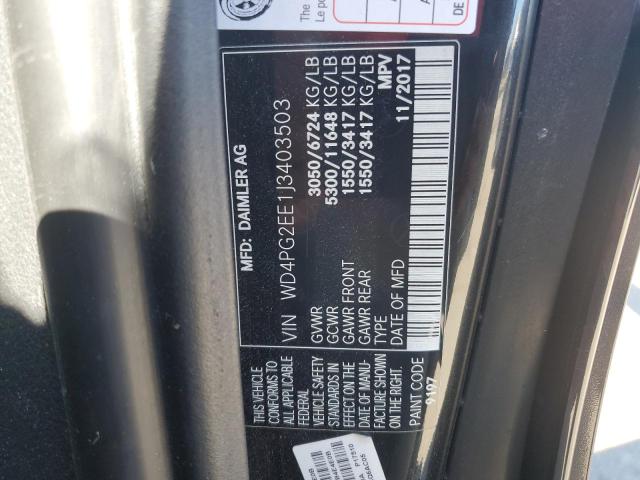 The
Le po
MFD: DAIMLER AG
VIN WD4PG2EE1J3403503
GVWR 3050/6724 KG/LB
GCWR 5300/11648 KG/LB
GAWR FRONT 1550/3417 KG/LB
GAWR REAR 1550/3417 KG/LB
TYPE MPV
DATE OF MFD 11/2017
THIS VEHICLE
CONFORMS TO
ALL APPLICABLE
FEDERAL
VEHICLE SAFETY
STANDARDS IN
EFFECT ON THE
DATE OF MANU-
FACTURE SHOWN
ON THE RIGHT.
PAINT CODE
9197